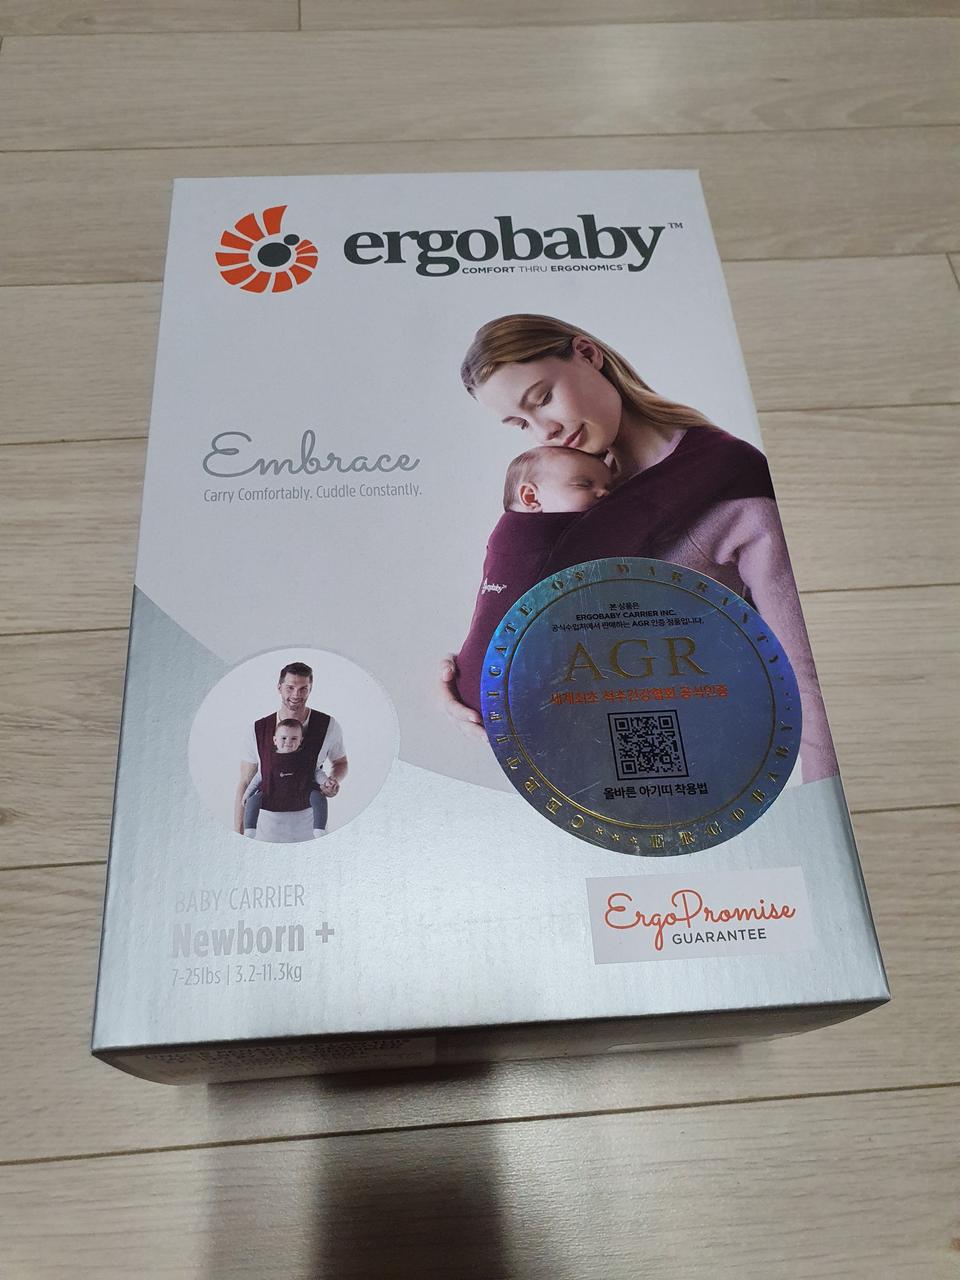 ergobaby™
COMFORT THRU ERGONOMICS™
Embrace
Carry Comfortably. Cuddle Constantly.
ergobaby™
CERTIFICATE OF WARRANTY
본 상품은
ERGOBABY CARRIER INC.
공식수입처에서 판매하는 AGR 인증 정품입니다.
AGR
세계최초 척추건강협회 공식인증
올바른 아기띠 착용법
ERGOBABY
BABY CARRIER
Newborn +
7-25lbs | 3.2-11.3kg
ErgoPromise
GUARANTEE